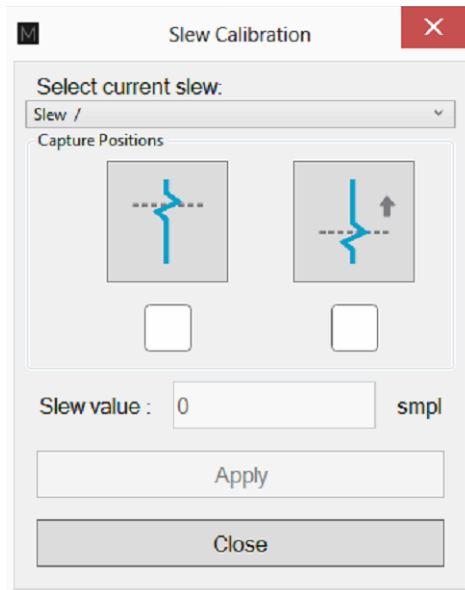 M
Slew Calibration
Select current slew:
Slew /
Capture Positions
Slew value :
0
smpl
Apply
Close